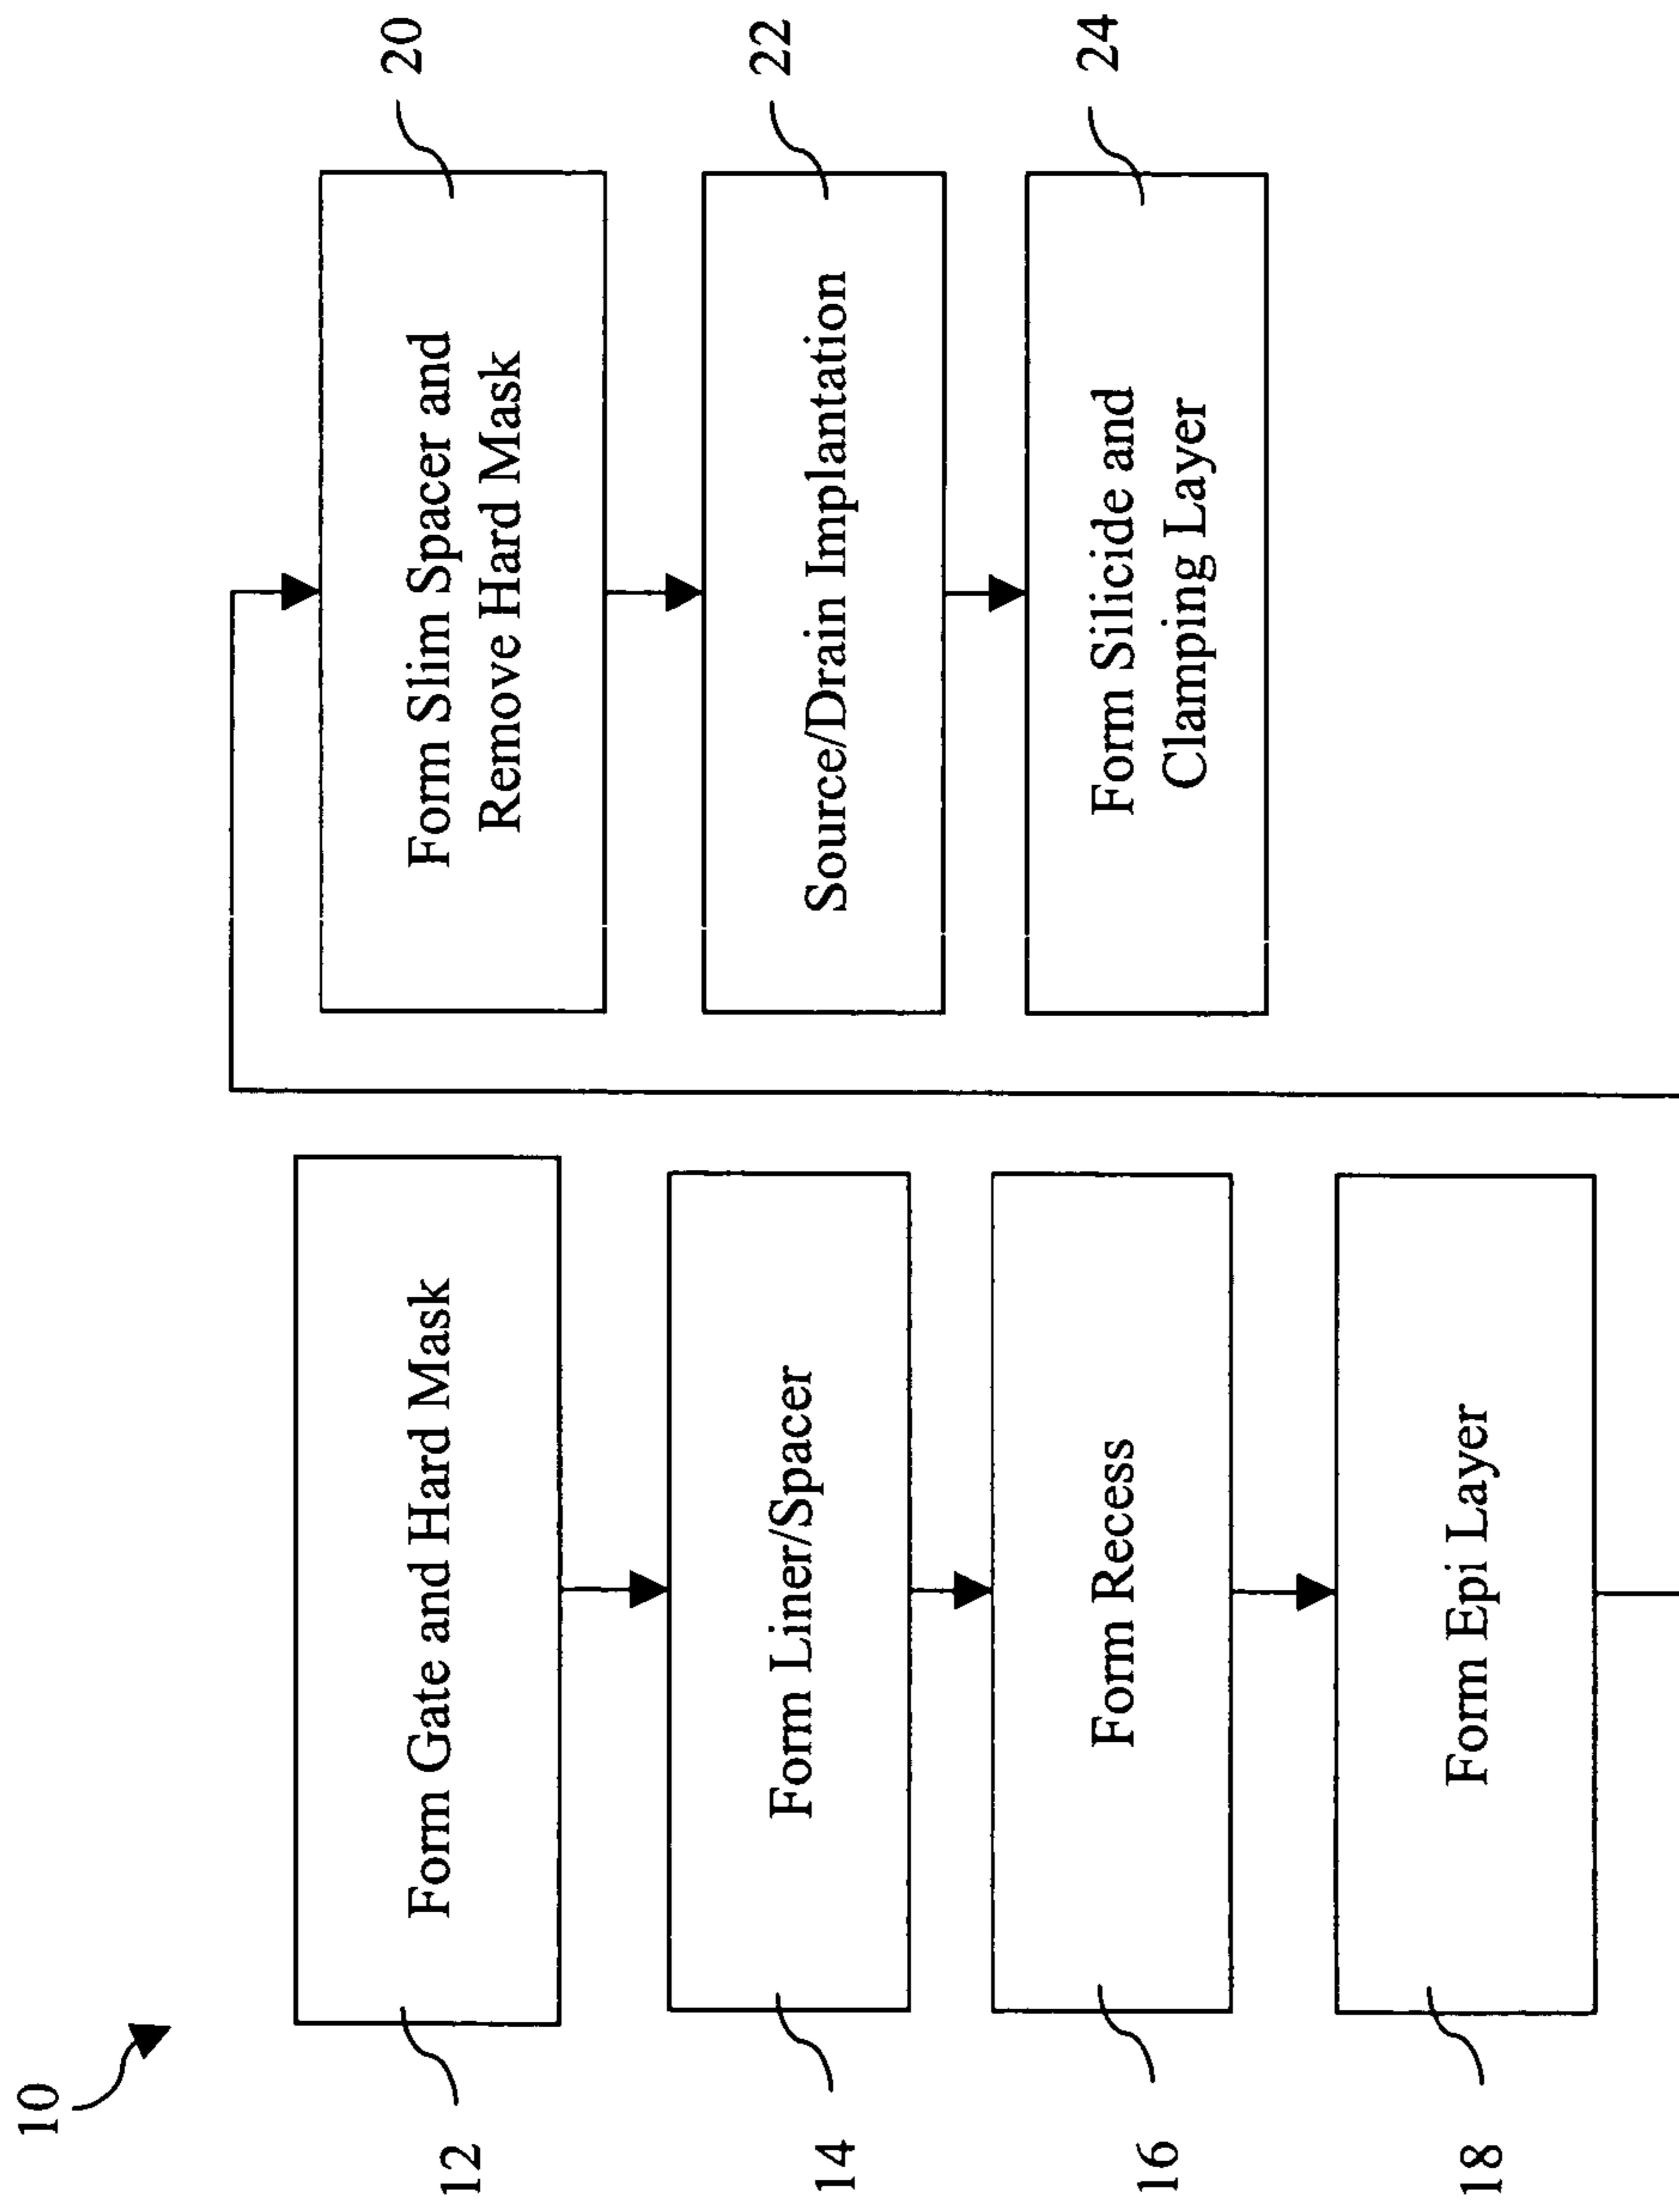 10
12
Form Gate and Hard Mask
14
Form Liner/Spacer
16
Form Recess
18
Form Epi Layer
20
Form Slim Spacer and
Remove Hard Mask
22
Source/Drain Implantation
24
Form Silicide and
Clamping Layer